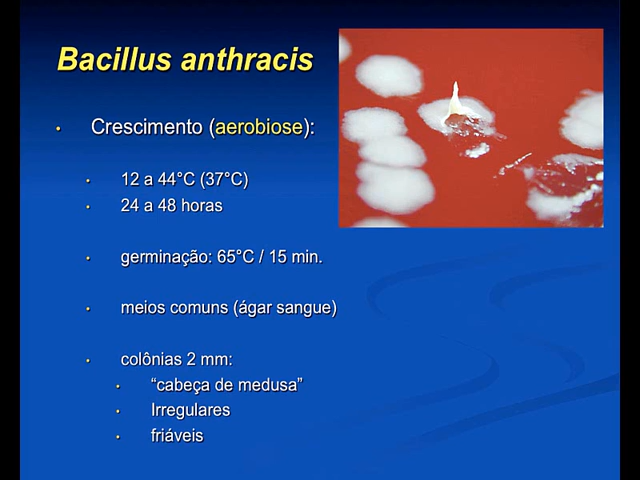 Bacillus anthracis
• Crescimento (aerobiose):
• 12 a 44°C (37°C)
• 24 a 48 horas
• germinação: 65°C / 15 min.
• meios comuns (ágar sangue)
• colônias 2 mm:
• “cabeça de medusa”
• Irregulares
• friáveis